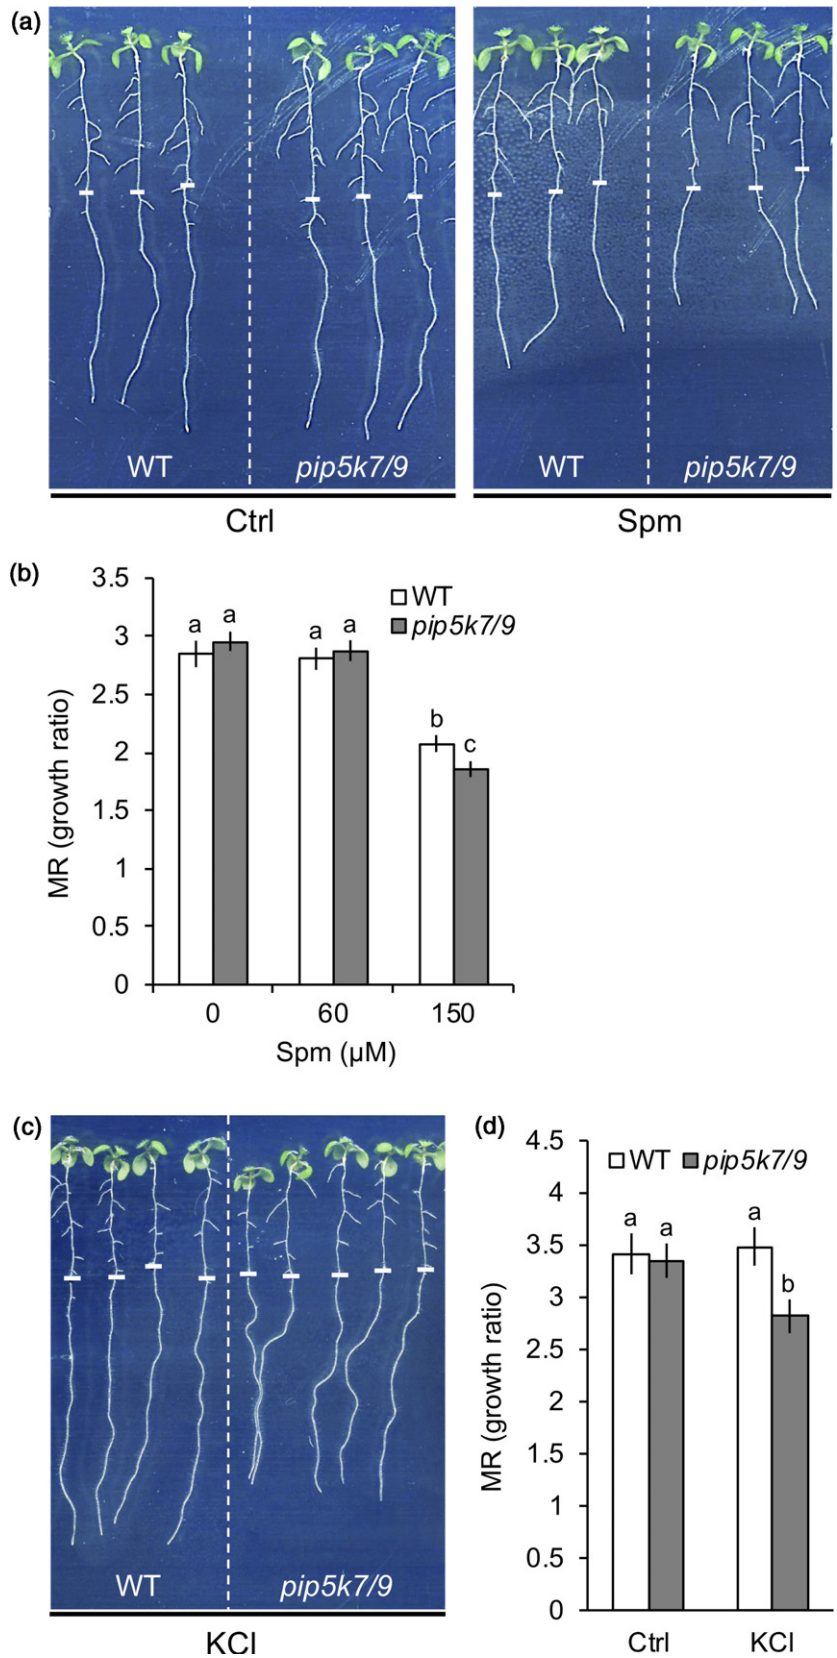 (a)
WT pip5k7/9
Ctrl
WT pip5k7/9
Spm
(b)
MR (growth ratio)
3.5
3
2.5
2
1.5
1
0.5
0
WT
pip5k7/9
a a
a a
b
c
0 60 150
Spm (µM)
(c)
WT pip5k7/9
KCl
(d)
MR (growth ratio)
4.5
4
3.5
3
2.5
2
1.5
1
0.5
0
WT pip5k7/9
a a
a
b
Ctrl KCl